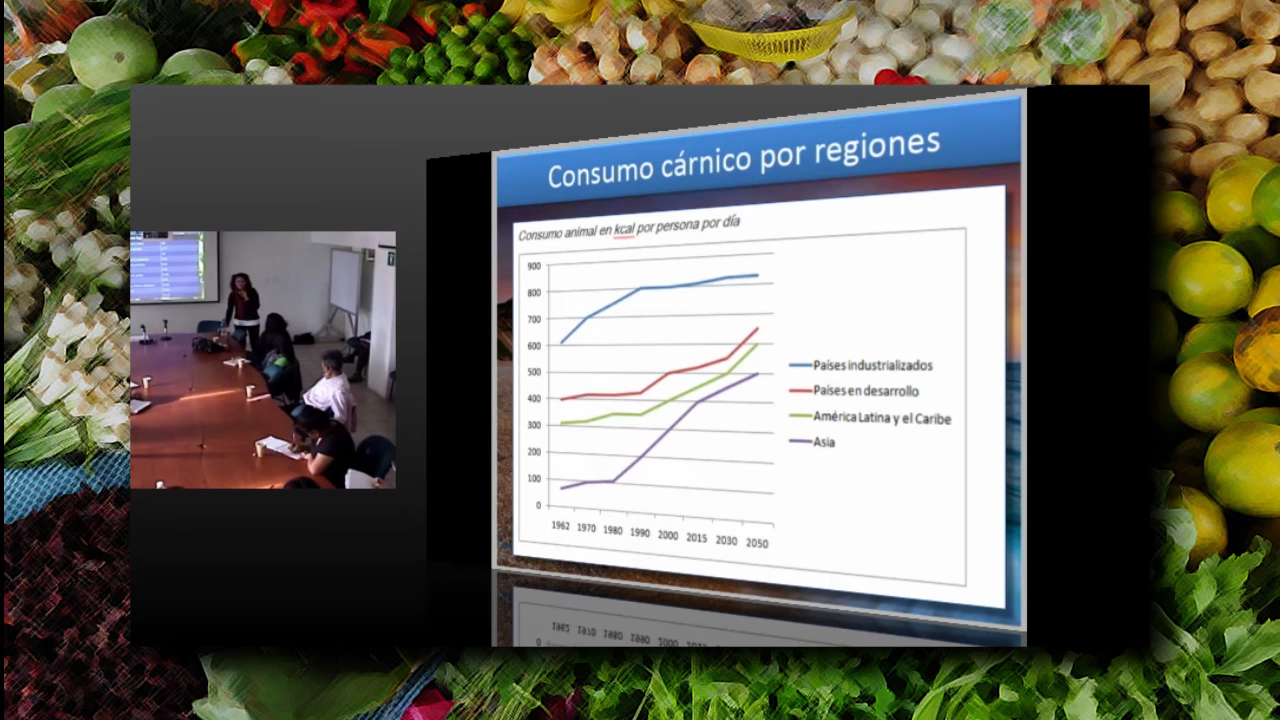 Consumo cárnico por regiones
Consumo animal en kcal por persona por día
900
800
700
600
500
400
300
200
100
0
1962 1970 1980 1990 2000 2015 2030 2050
Países industrializados
Países en desarrollo
América Latina y el Caribe
Asia